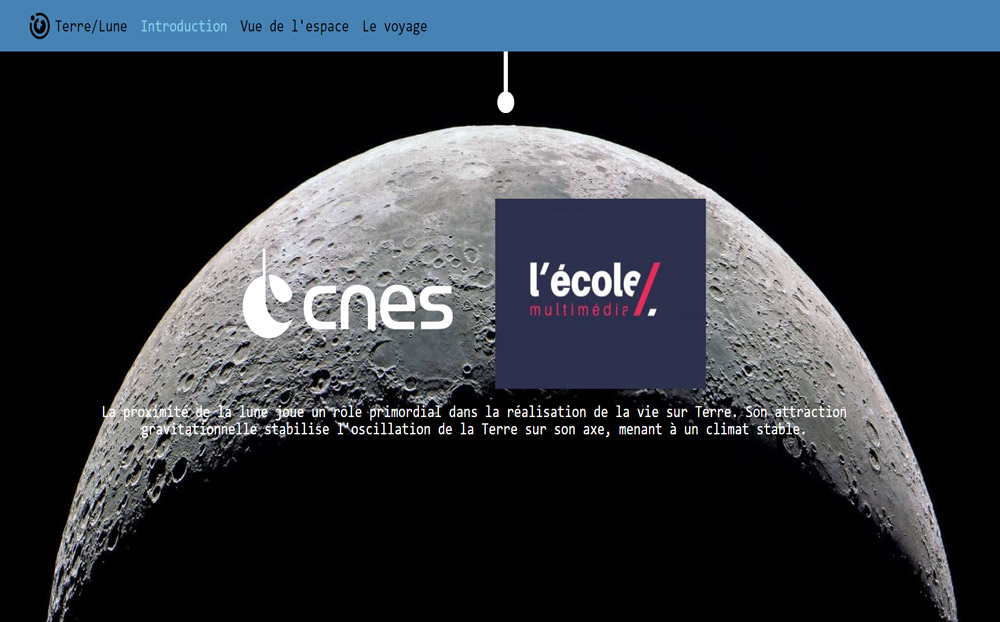 Terre/Lune Introduction Vue de l'espace Le voyage
cnes
l'école
multimédia
La proximité de la lune joue un rôle primordial dans la réalisation de la vie sur Terre. Son attraction
gravitationnelle stabilise l'oscillation de la Terre sur son axe, menant à un climat stable.